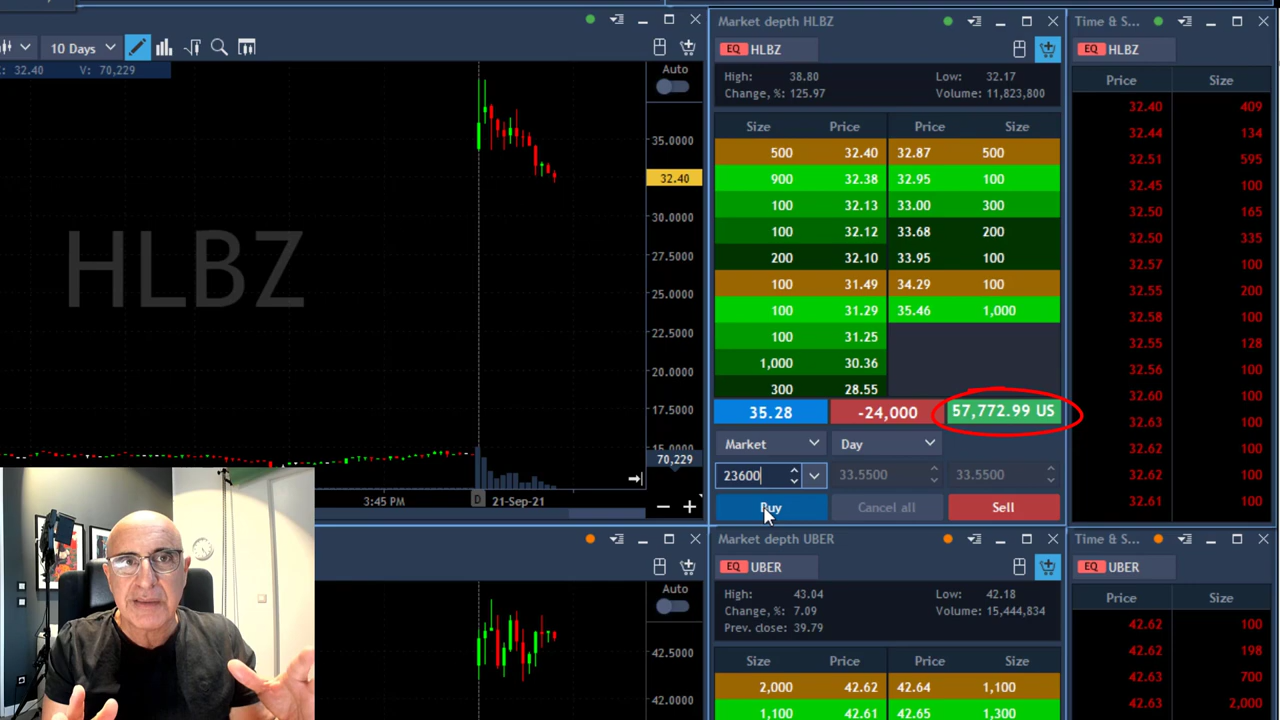 Market depth HLBZ
Time & S...
10 Days
EQ HLBZ
EQ HLBZ
32.40 V: 70,229
Auto
High: 38.80 Low: 32.17
Change, %: 125.97 Volume: 11,823,800
Price Size
Size Price Price Size
32.40 409
32.44 134
32.51 595
32.45 100
32.50 165
32.50 335
32.57 100
32.55 200
32.58 100
32.55 128
32.56 100
32.60 100
32.63 100
32.62 100
32.62 100
32.61 100
500 32.40 32.87 500
900 32.38 32.95 100
100 32.13 33.00 300
100 32.12 33.68 200
200 32.10 33.95 100
100 31.49 34.29 100
100 31.29 35.46 1,000
100 31.25
1,000 30.36
300 28.55
35.0000
32.40
30.0000
27.5000
25.0000
22.5000
20.0000
17.5000
15.0000
70,229
HLBZ
35.28 -24,000 57,772.99 US
Market Day
23600 33.5500 33.5500
Buy Cancel all Sell
3:45 PM D 21-Sep-21
Market depth UBER
Time & S...
EQ UBER
EQ UBER
Auto
High: 43.04 Low: 42.18
Change, %: 7.09 Volume: 15,444,834
Prev. close: 39.79
Price Size
Size Price Price Size
42.62 100
42.62 198
42.63 700
42.63 2,000
2,000 42.62 42.64 1,100
1,100 42.61 42.65 1,300
42.5000
42.0000